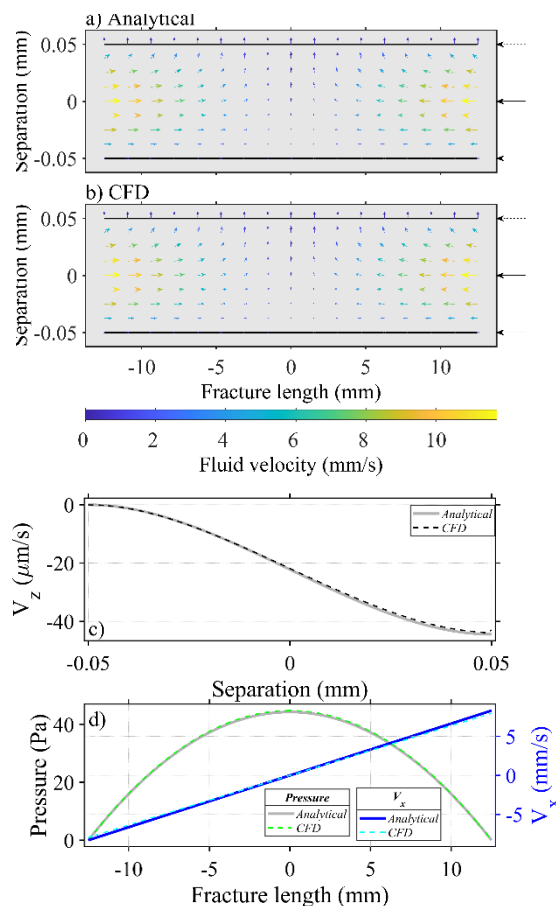 a) Analytical
Separation (mm)
0.05
0
-0.05
b) CFD
Separation (mm)
0.05
0
-0.05
-10 -5 0 5 10
Fracture length (mm)
0 2 4 6 8 10
Fluid velocity (mm/s)
V_z (μm/s)
0
-20
-40
Analytical
CFD
c)
-0.05 0 0.05
Separation (mm)
d)
Pressure (Pa)
40
20
0
5
0
-5
V_x (mm/s)
Pressure
Analytical
CFD
V_x
Analytical
CFD
-10 -5 0 5 10
Fracture length (mm)